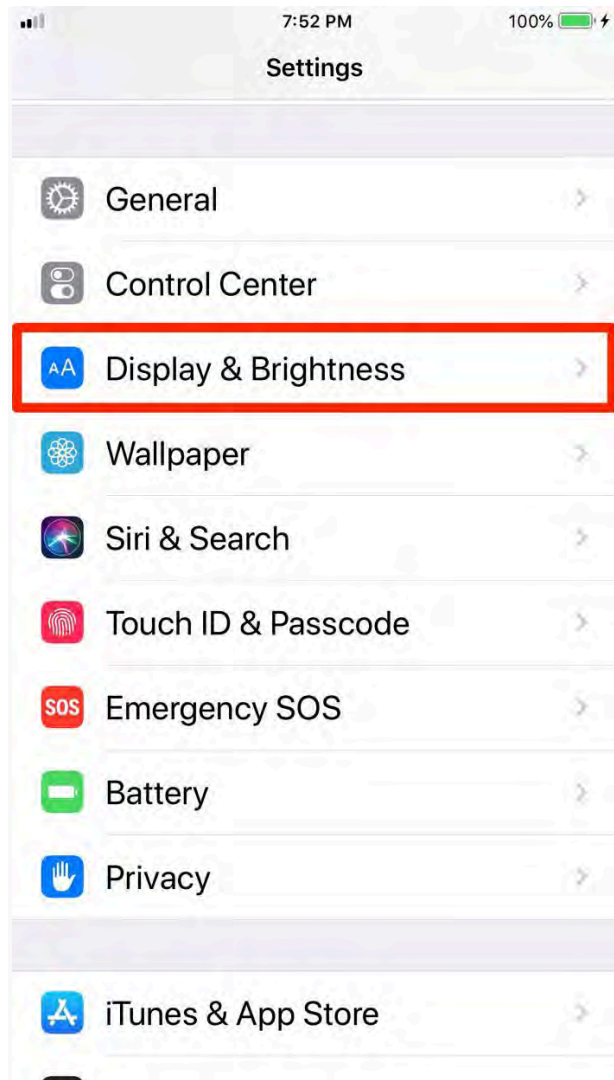 7:52 PM
100%
Settings
General
Control Center
AA Display & Brightness
Wallpaper
Siri & Search
Touch ID & Passcode
SOS Emergency SOS
Battery
Privacy
iTunes & App Store